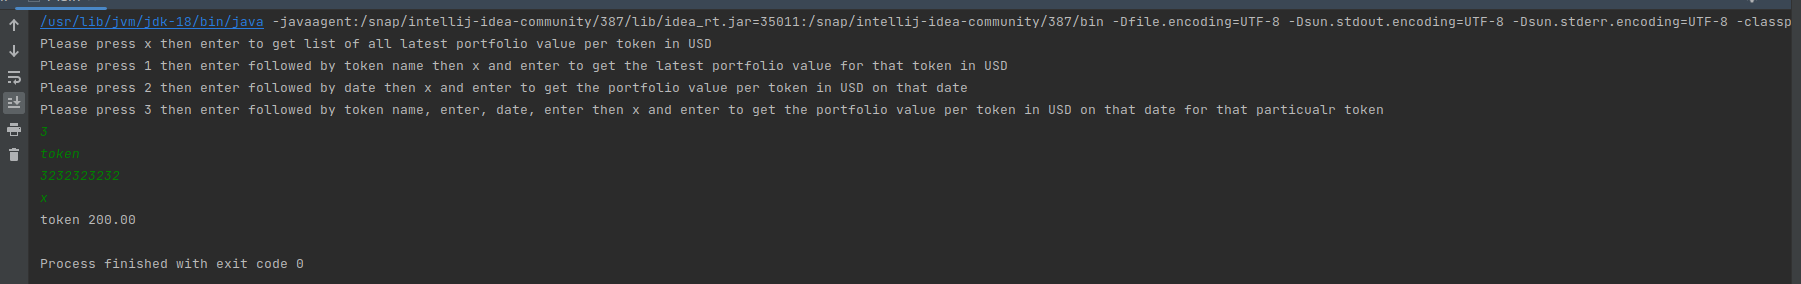 /usr/lib/jvm/jdk-18/bin/java -javaagent:/snap/intellij-idea-community/387/lib/idea_rt.jar=35011:/snap/intellij-idea-community/387/bin -Dfile.encoding=UTF-8 -Dsun.stdout.encoding=UTF-8 -Dsun.stderr.encoding=UTF-8 -classp
Please press x then enter to get list of all latest portfolio value per token in USD
Please press 1 then enter followed by token name then x and enter to get the latest portfolio value for that token in USD
Please press 2 then enter followed by date then x and enter to get the portfolio value per token in USD on that date
Please press 3 then enter followed by token name, enter, date, enter then x and enter to get the portfolio value per token in USD on that date for that particualr token
3
token
3232323232
x
token 200.00
Process finished with exit code 0